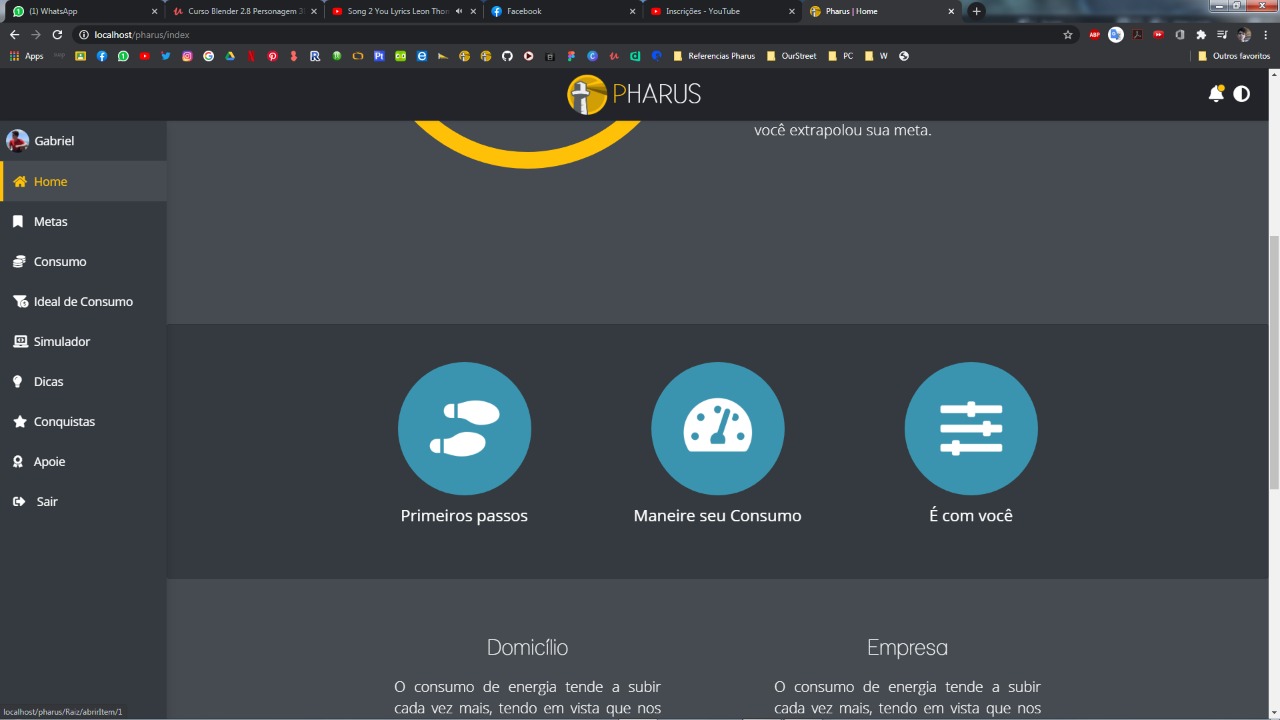 (1) WhatsApp
Curso Blender 2.8 Personagem 3
Song 2 You Lyrics Leon Thom
Facebook
Inscrições - YouTube
Pharus | Home
localhost/pharus/index
ABP
Apps
Referencias Pharus
OurStreet
PC
W
Outros favoritos
PHARUS
Gabriel
Home
Metas
Consumo
Ideal de Consumo
Simulador
Dicas
Conquistas
Apoie
Sair
você extrapolou sua meta.
Primeiros passos
Maneire seu Consumo
É com você
Domicílio
O consumo de energia tende a subir
cada vez mais, tendo em vista que nos
Empresa
O consumo de energia tende a subir
cada vez mais, tendo em vista que nos
localhost/pharus/Raiz/abrirItem/1